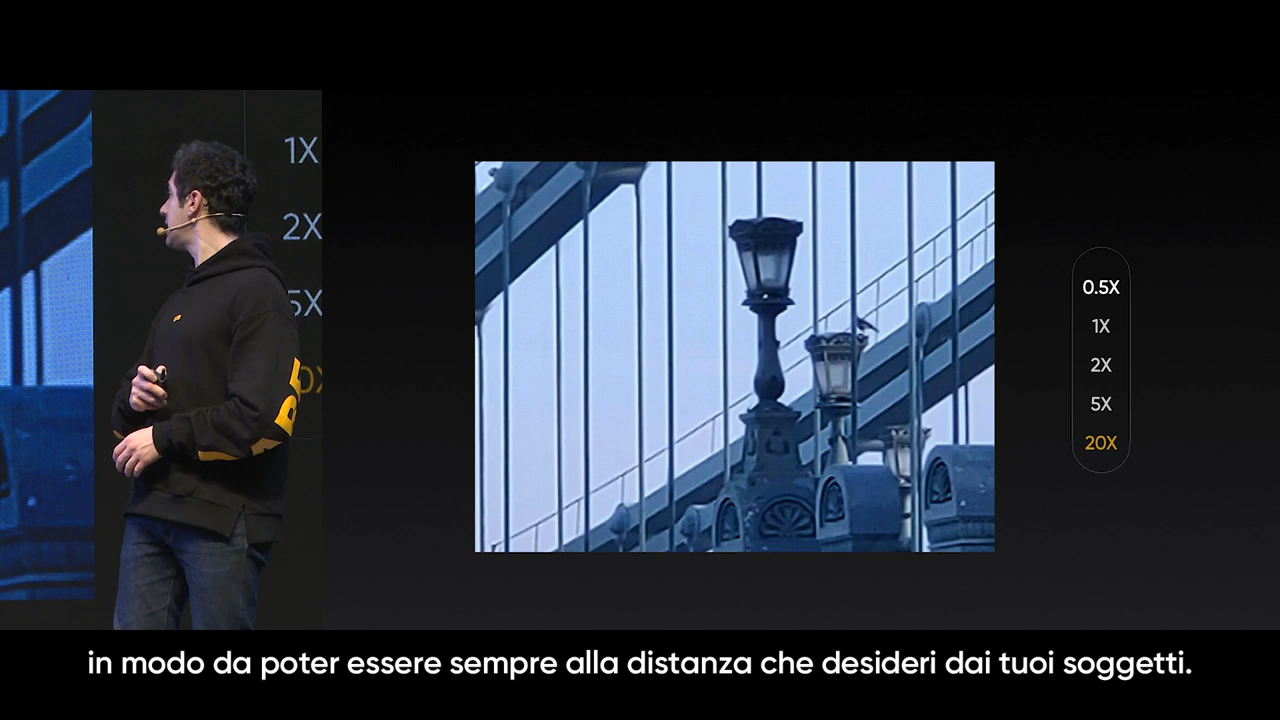 1X
2X
5X
0X
0.5X
1X
2X
5X
20X
in modo da poter essere sempre alla distanza che desideri dai tuoi soggetti.